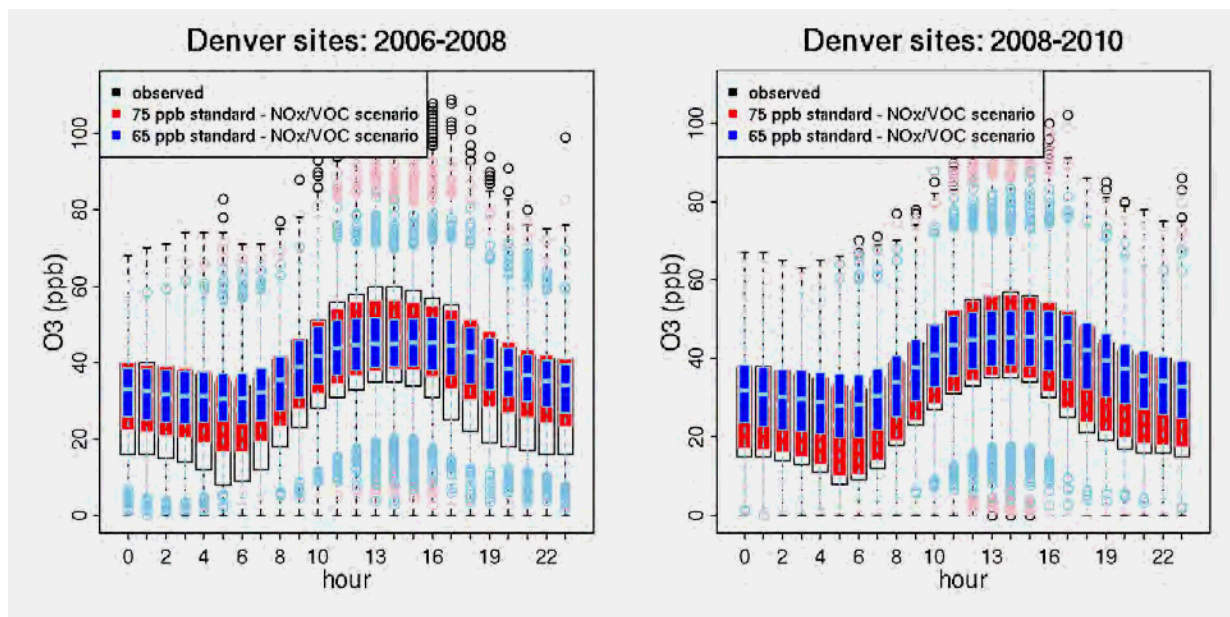 Denver sites: 2006-2008
observed
75 ppb standard - NOx/VOC scenario
65 ppb standard - NOx/VOC scenario
O3 (ppb)
100
80
60
40
20
0
0 2 4 6 8 10 13 16 19 22
hour
Denver sites: 2008-2010
observed
75 ppb standard - NOx/VOC scenario
65 ppb standard - NOx/VOC scenario
O3 (ppb)
100
80
60
40
20
0
0 2 4 6 8 10 13 16 19 22
hour